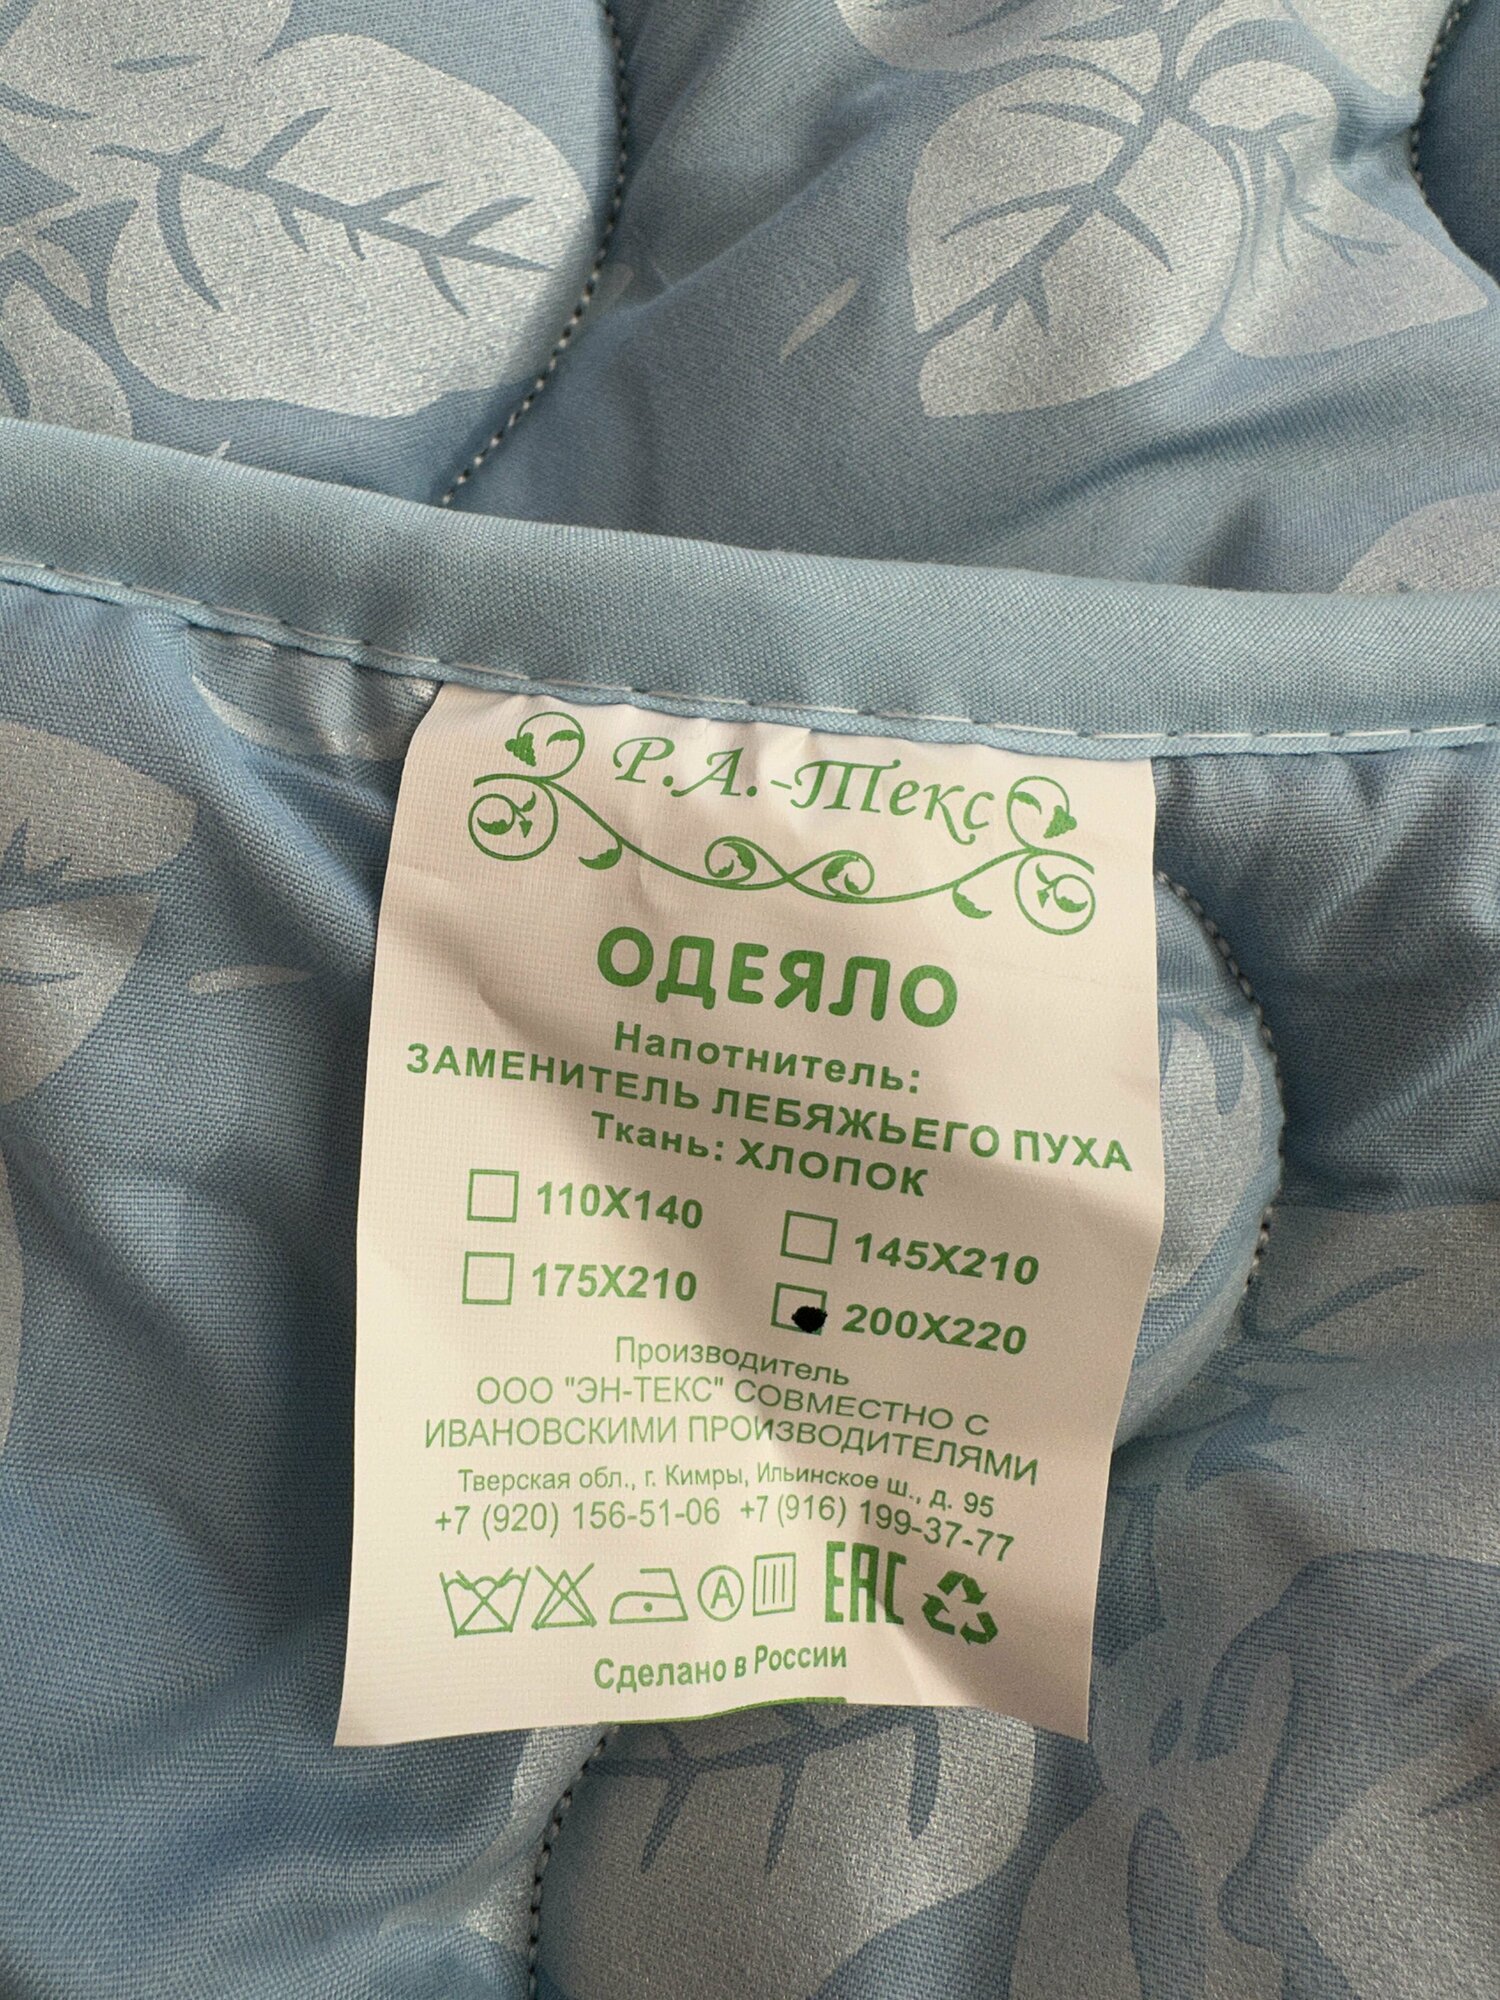 Р.А.-Текс
ОДЕЯЛО
Напотнитель:
ЗАМЕНИТЕЛЬ ЛЕБЯЖЬЕГО ПУХА
Ткань: ХЛОПОК
110Х140
145Х210
175Х210
200Х220
Производитель
ООО "ЭН-ТЕКС" СОВМЕСТНО С
ИВАНОВСКИМИ ПРОИЗВОДИТЕЛЯМИ
Тверская обл., г. Кимры, Ильинское ш., д. 95
+7 (920) 156-51-06 +7 (916) 199-37-77
А
ЕАС
Сделано в России